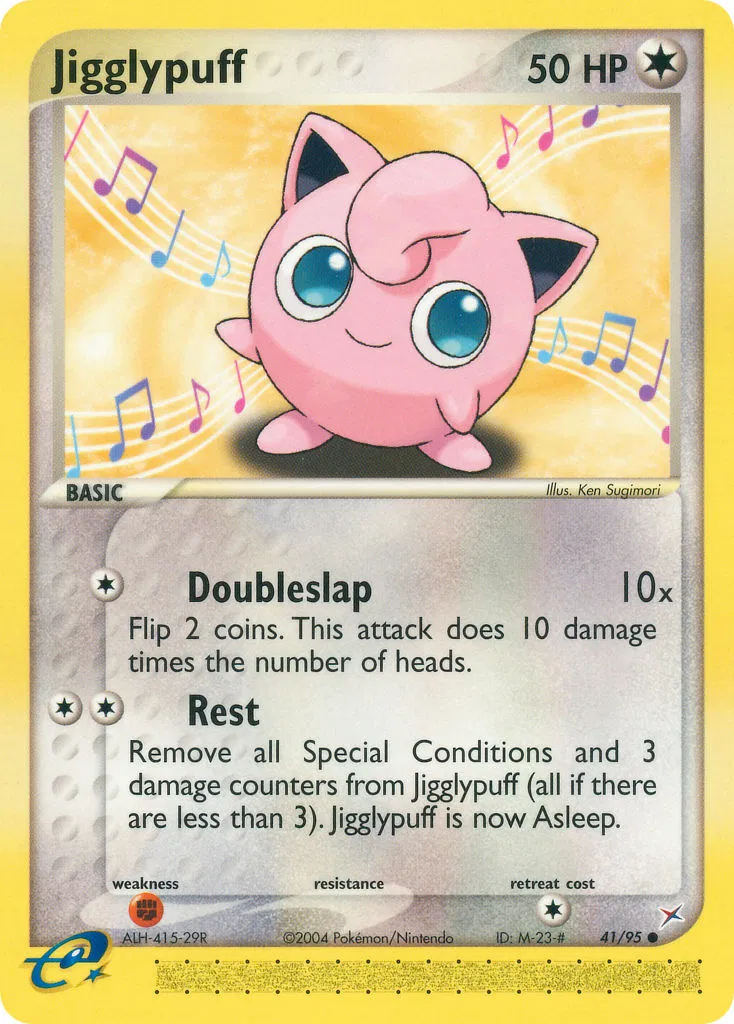 Jigglypuff 50 HP
BASIC Illus. Ken Sugimori
Doubleslap 10x
Flip 2 coins. This attack does 10 damage
times the number of heads.
Rest
Remove all Special Conditions and 3
damage counters from Jigglypuff (all if there
are less than 3). Jigglypuff is now Asleep.
weakness resistance retreat cost
ALH-415-29R ©2004 Pokémon/Nintendo ID: M-23-# 41/95
e